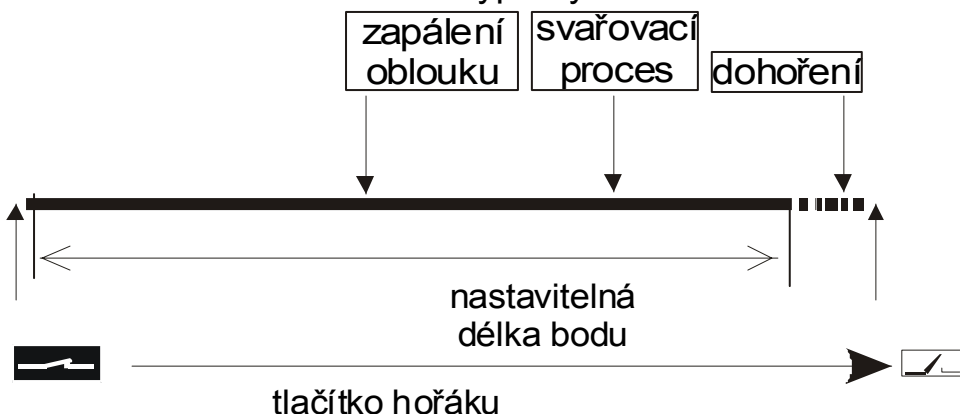 zapálení
oblouku
svařovací
proces
dohoření
nastavitelná
délka bodu
tlačítko hořáku